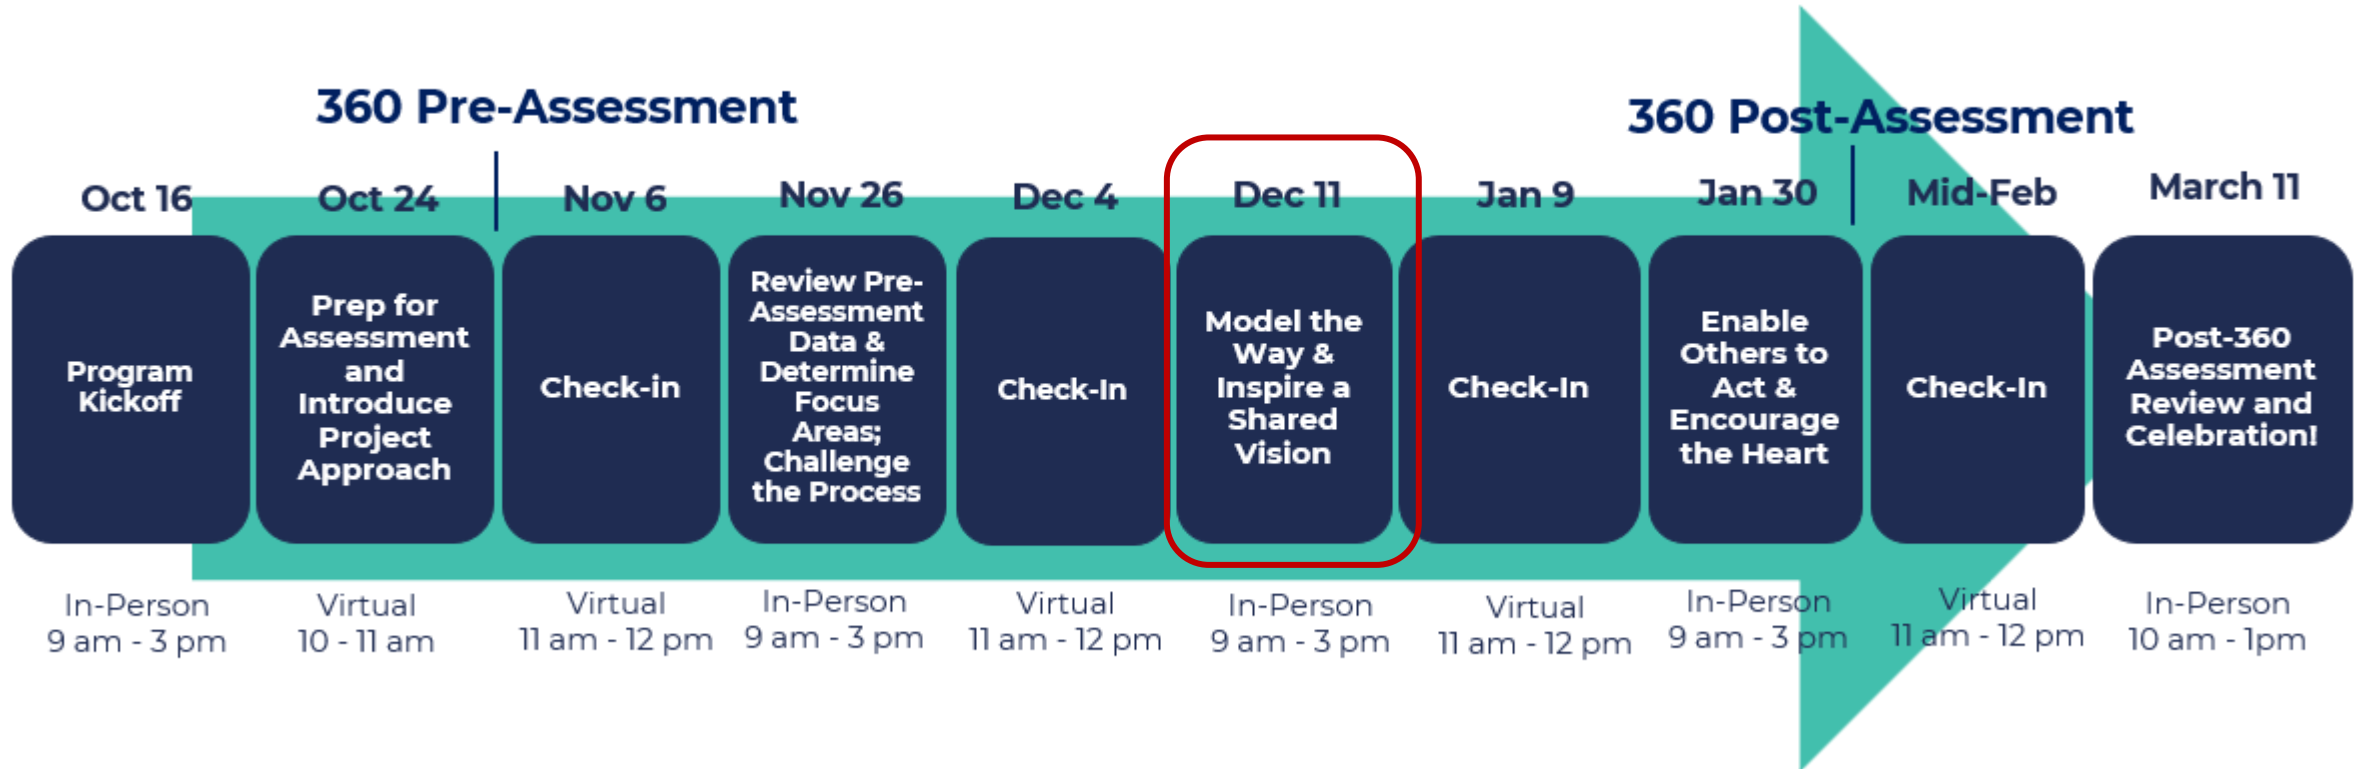 360 Pre-Assessment
360 Post-Assessment
Oct 16
Oct 24
Nov 6
Nov 26
Dec 4
Dec 11
Jan 9
Jan 30
Mid-Feb
March 11
Program
Kickoff
Prep for
Assessment
and
Introduce
Project
Approach
Check-in
Review Pre-
Assessment
Data &
Determine
Focus
Areas;
Challenge
the Process
Check-In
Model the
Way &
Inspire a
Shared
Vision
Check-In
Enable
Others to
Act &
Encourage
the Heart
Check-In
Post-360
Assessment
Review and
Celebration!
In-Person
9 am - 3 pm
Virtual
10 - 11 am
Virtual
11 am - 12 pm
In-Person
9 am - 3 pm
Virtual
11 am - 12 pm
In-Person
9 am - 3 pm
Virtual
11 am - 12 pm
In-Person
9 am - 3 pm
Virtual
11 am - 12 pm
In-Person
10 am - 1pm